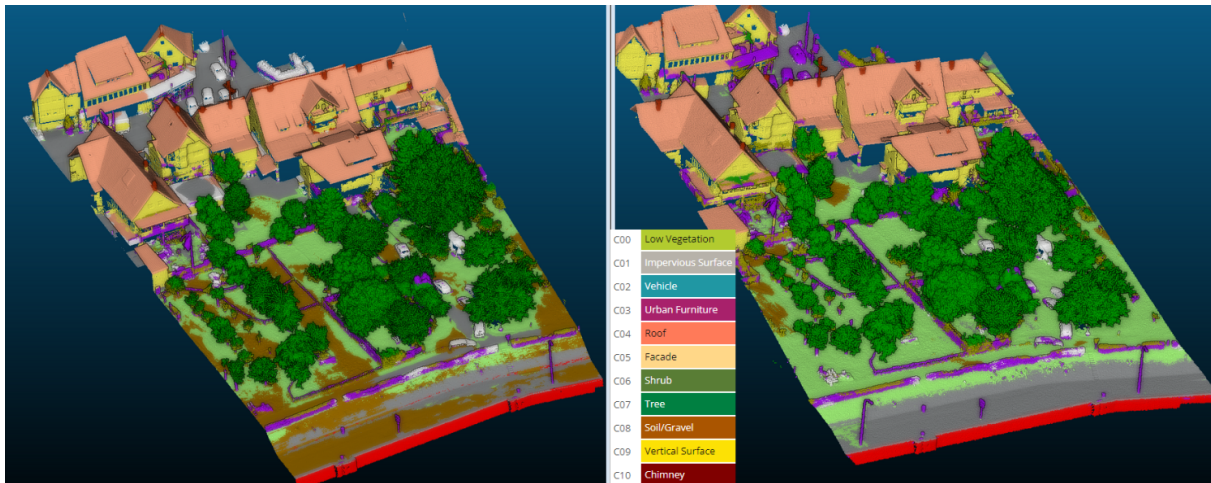 C00 Low Vegetation
C01 Impervious Surface
C02 Vehicle
C03 Urban Furniture
C04 Roof
C05 Facade
C06 Shrub
C07 Tree
C08 Soil/Gravel
C09 Vertical Surface
C10 Chimney